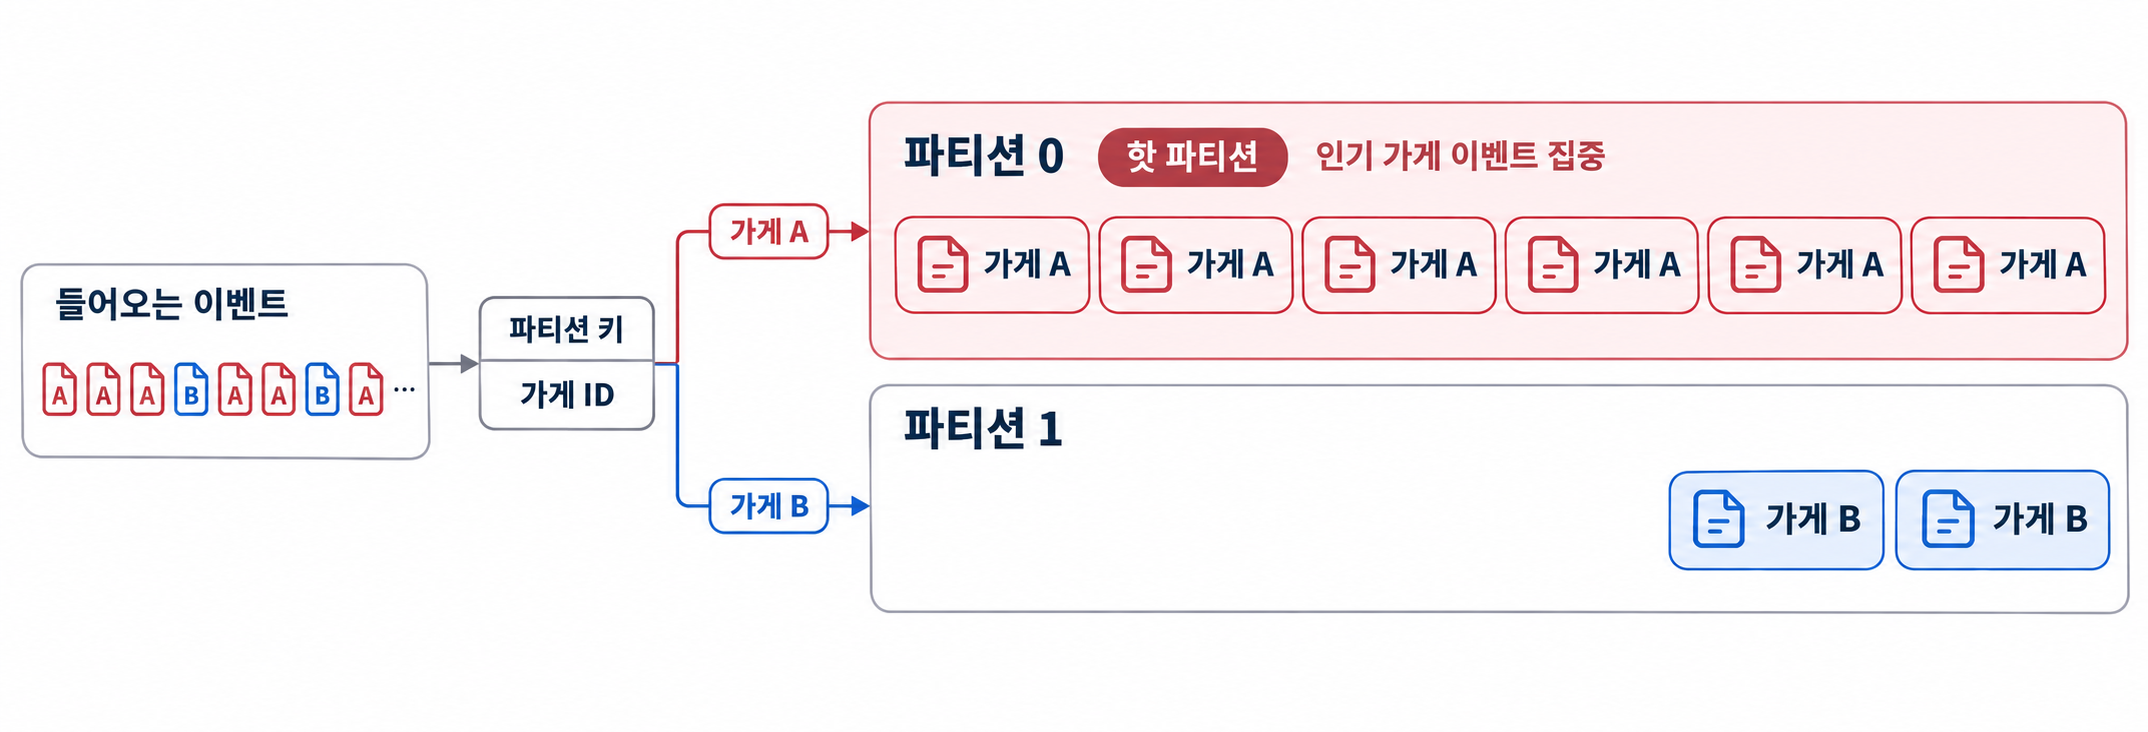 들어오는 이벤트
A A A B A A B A ...
파티션 키
가게 ID
가게 A
가게 B
파티션 0 핫 파티션 인기 가게 이벤트 집중
가게 A 가게 A 가게 A 가게 A 가게 A 가게 A
파티션 1
가게 B 가게 B